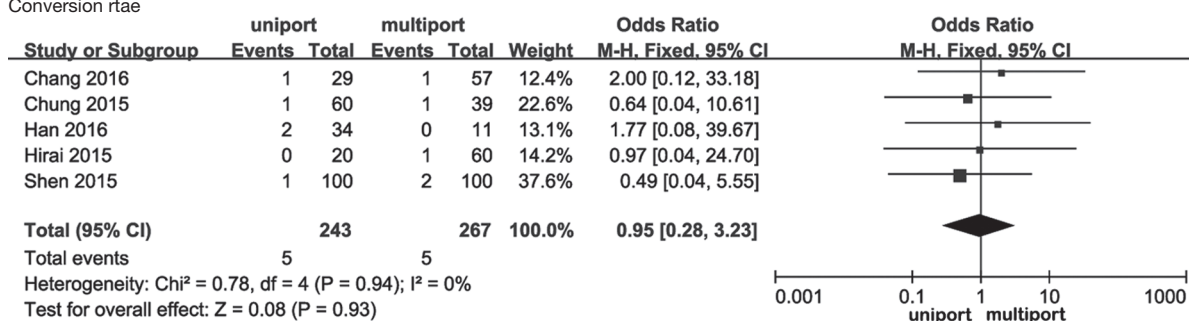 Conversion rtae
uniport multiport Odds Ratio Odds Ratio
Study or Subgroup Events Total Events Total Weight M-H, Fixed, 95% CI M-H, Fixed, 95% CI
Chang 2016 1 29 1 57 12.4% 2.00 [0.12, 33.18]
Chung 2015 1 60 1 39 22.6% 0.64 [0.04, 10.61]
Han 2016 2 34 0 11 13.1% 1.77 [0.08, 39.67]
Hirai 2015 0 20 1 60 14.2% 0.97 [0.04, 24.70]
Shen 2015 1 100 2 100 37.6% 0.49 [0.04, 5.55]
Total (95% CI) 243 267 100.0% 0.95 [0.28, 3.23]
Total events 5 5
Heterogeneity: Chi² = 0.78, df = 4 (P = 0.94); I² = 0%
Test for overall effect: Z = 0.08 (P = 0.93)
0.001 0.1 1 10 1000
uniport multiport